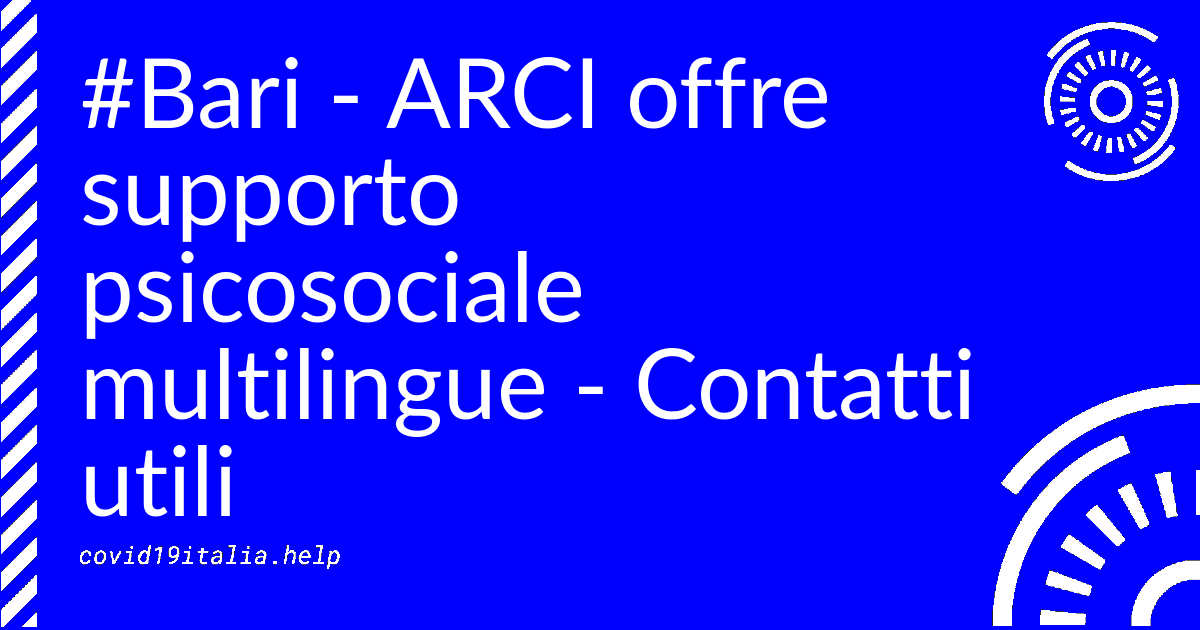 #Bari - ARCI offre
supporto
psicosociale
multilingue - Contatti
utili
covid19italia.help